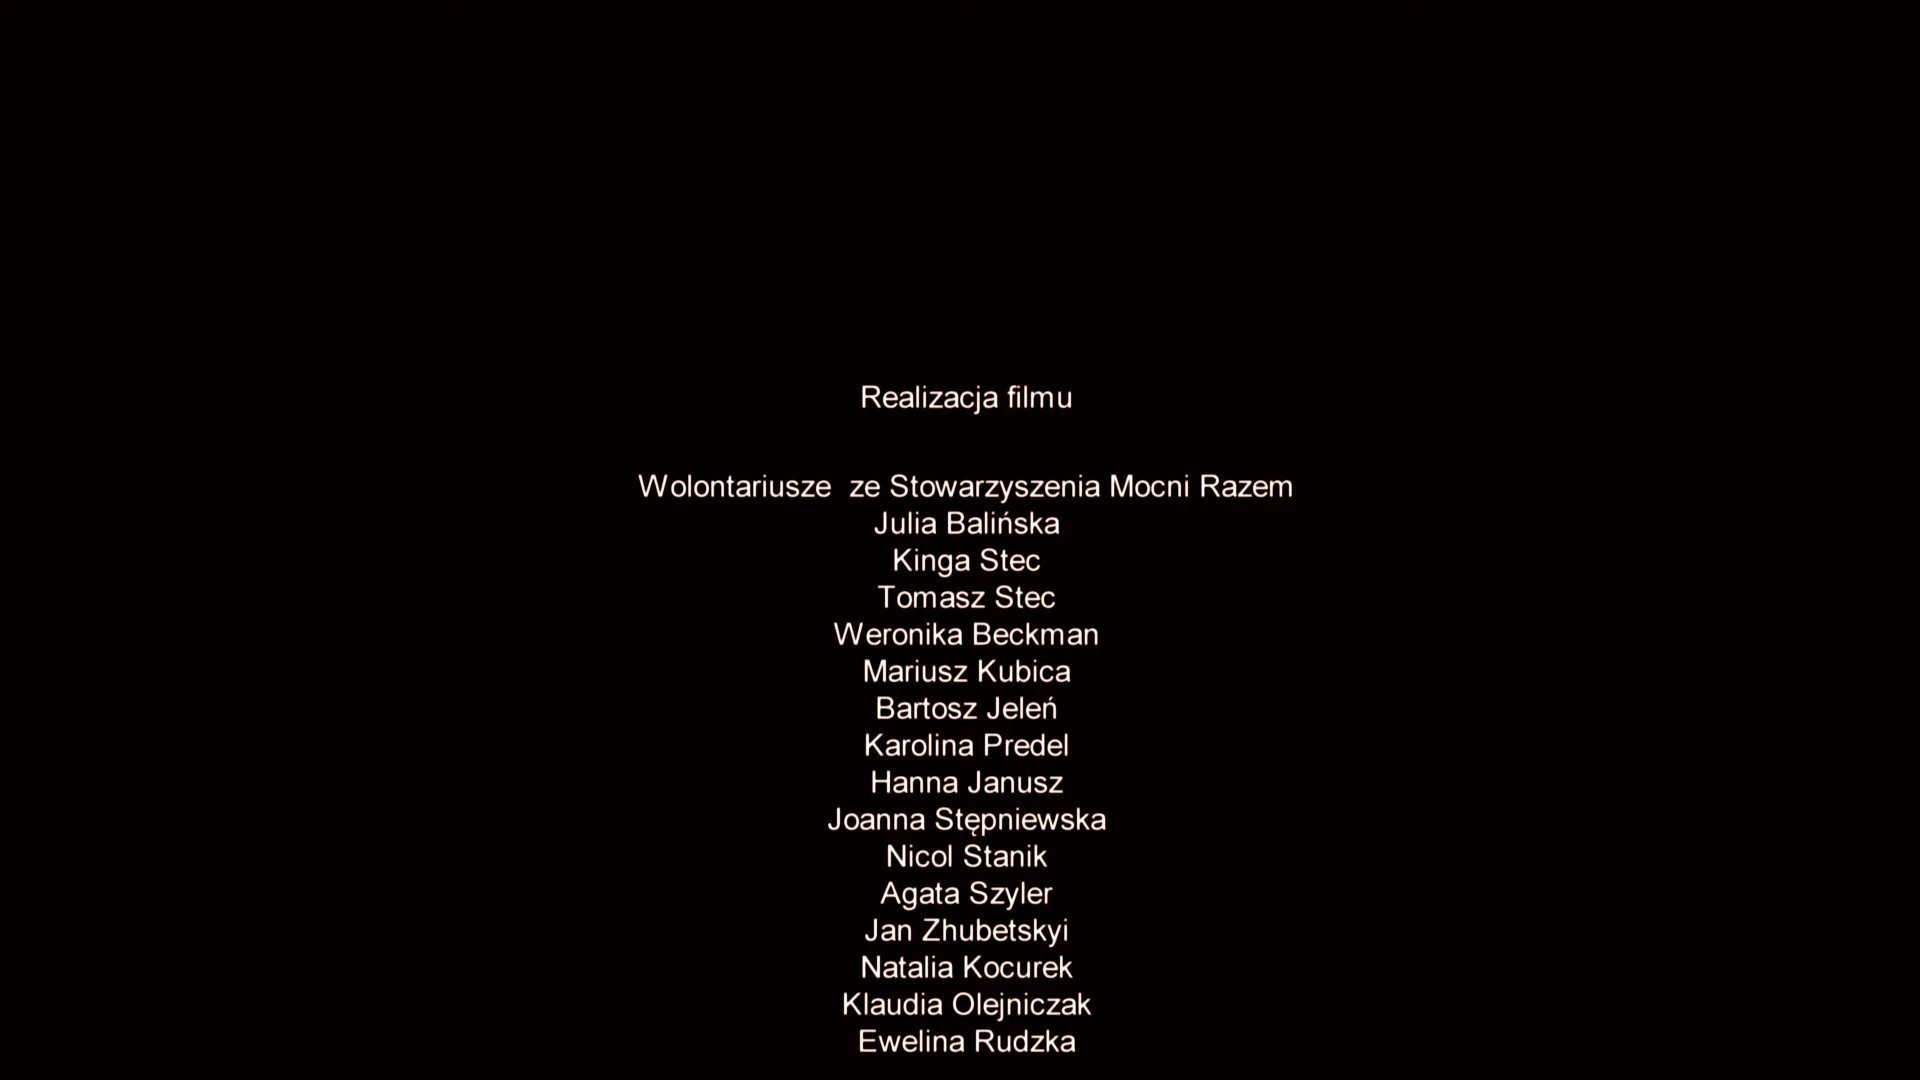 Realizacja filmu
Wolontariusze  ze Stowarzyszenia Mocni Razem
Julia Balińska
Kinga Stec
Tomasz Stec
Weronika Beckman
Mariusz Kubica
Bartosz Jeleń
Karolina Predel
Hanna Janusz
Joanna Stępniewska
Nicol Stanik
Agata Szyler
Jan Zhubetskyi
Natalia Kocurek
Klaudia Olejniczak
Ewelina Rudzka